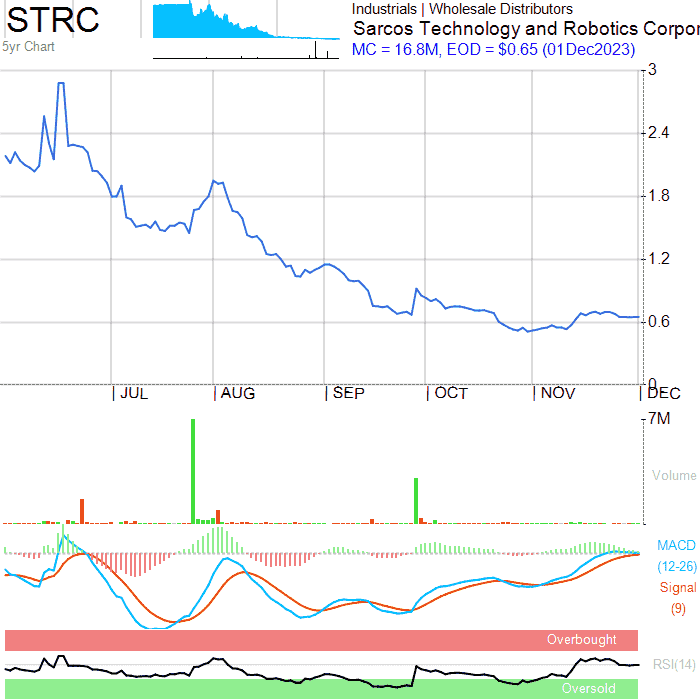 STRC
5yr Chart
Industrials | Wholesale Distributors
Sarcos Technology and Robotics Corpor
MC = 16.8M, EOD = $0.65 (01Dec2023)
3
2.4
1.8
1.2
0.6
0
JUL AUG SEP OCT NOV DEC
7M
Volume
MACD
(12-26)
Signal
(9)
Overbought
RSI(14)
Oversold